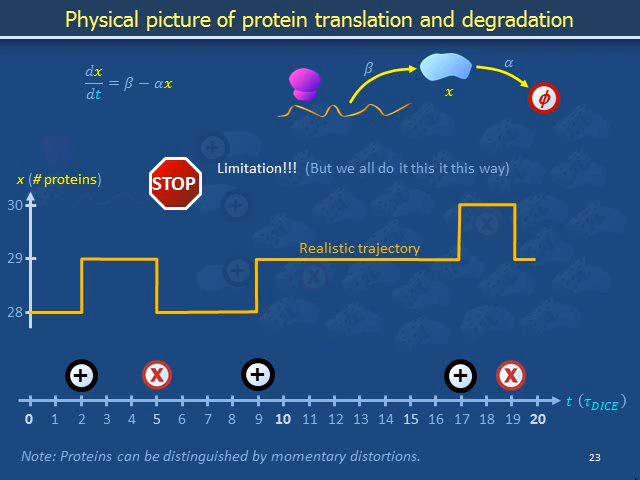 Physical picture of protein translation and degradation
dx/dt = β − αx
β
α
x
ϕ
STOP
Limitation!!! (But we all do it this it this way)
x (# proteins)
30
29
28
Realistic trajectory
+ X + + X
t (τDICE)
0 1 2 3 4 5 6 7 8 9 10 11 12 13 14 15 16 17 18 19 20
Note: Proteins can be distinguished by momentary distortions.
23